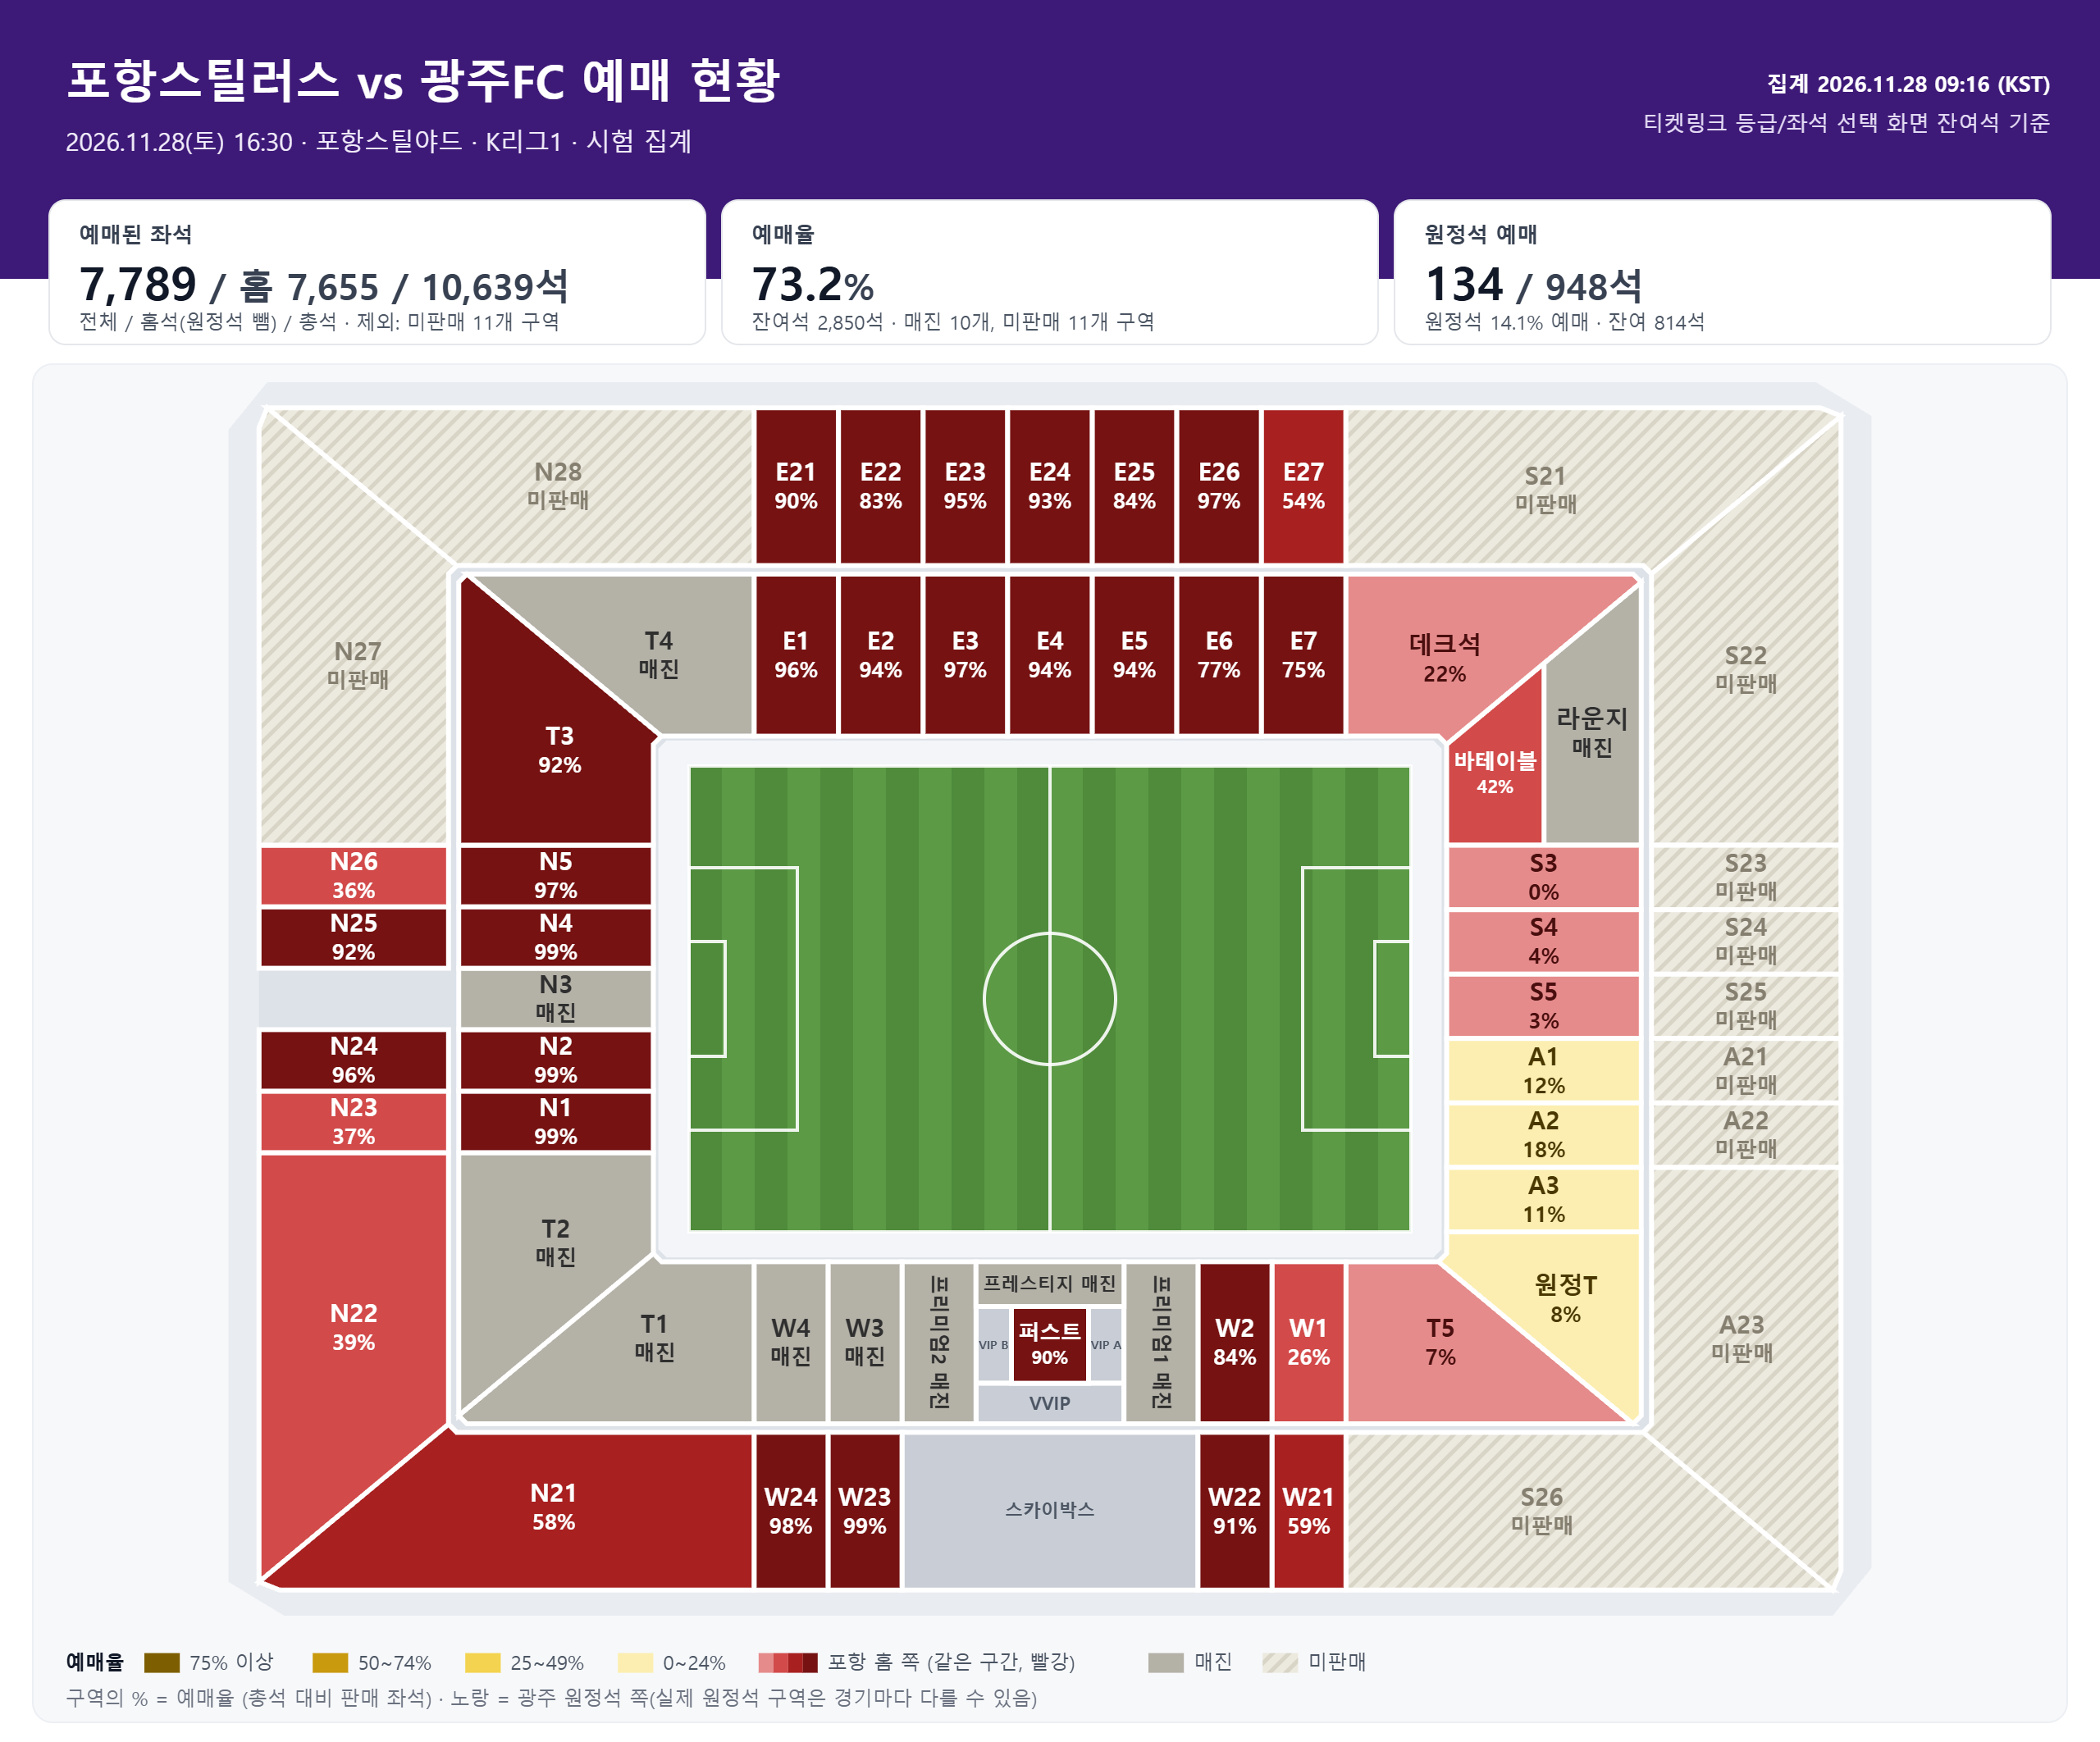 포항스틸러스 vs 광주FC 예매 현황
2026.11.28(토) 16:30 · 포항스틸야드 · K리그1 · 시험 집계
집계 2026.11.28 09:16 (KST)
티켓링크 등급/좌석 선택 화면 잔여석 기준
예매된 좌석
7,789 / 홈 7,655 / 10,639석
전체 / 홈석(원정석 뺌) / 총석 · 제외: 미판매 11개 구역
예매율
73.2%
잔여석 2,850석 · 매진 10개, 미판매 11개 구역
원정석 예매
134 / 948석
원정석 14.1% 예매 · 잔여 814석
N28
미판매
E21
90%
E22
83%
E23
95%
E24
93%
E25
84%
E26
97%
E27
54%
S21
미판매
N27
미판매
T4
매진
E1
96%
E2
94%
E3
97%
E4
94%
E5
94%
E6
77%
E7
75%
데크석
22%
S22
미판매
T3
92%
바테이블
42%
라운지
매진
N26
36%
N5
97%
S3
0%
S23
미판매
N25
92%
N4
99%
S4
4%
S24
미판매
N3
매진
S5
3%
S25
미판매
N24
96%
N2
99%
A1
12%
A21
미판매
N23
37%
N1
99%
A2
18%
A22
미판매
A3
11%
N22
39%
T2
매진
T1
매진
W4
매진
W3
매진
프리미엄2 매진
프레스티지 매진
VIP B
퍼스트
90%
VIP A
VVIP
프리미엄1 매진
W2
84%
W1
26%
T5
7%
원정T
8%
A23
미판매
N21
58%
W24
98%
W23
99%
스카이박스
W22
91%
W21
59%
S26
미판매
예매율 75% 이상 50~74% 25~49% 0~24% 포항 홈 쪽 (같은 구간, 빨강) 매진 미판매
구역의 % = 예매율 (총석 대비 판매 좌석) · 노랑 = 광주 원정석 쪽(실제 원정석 구역은 경기마다 다를 수 있음)